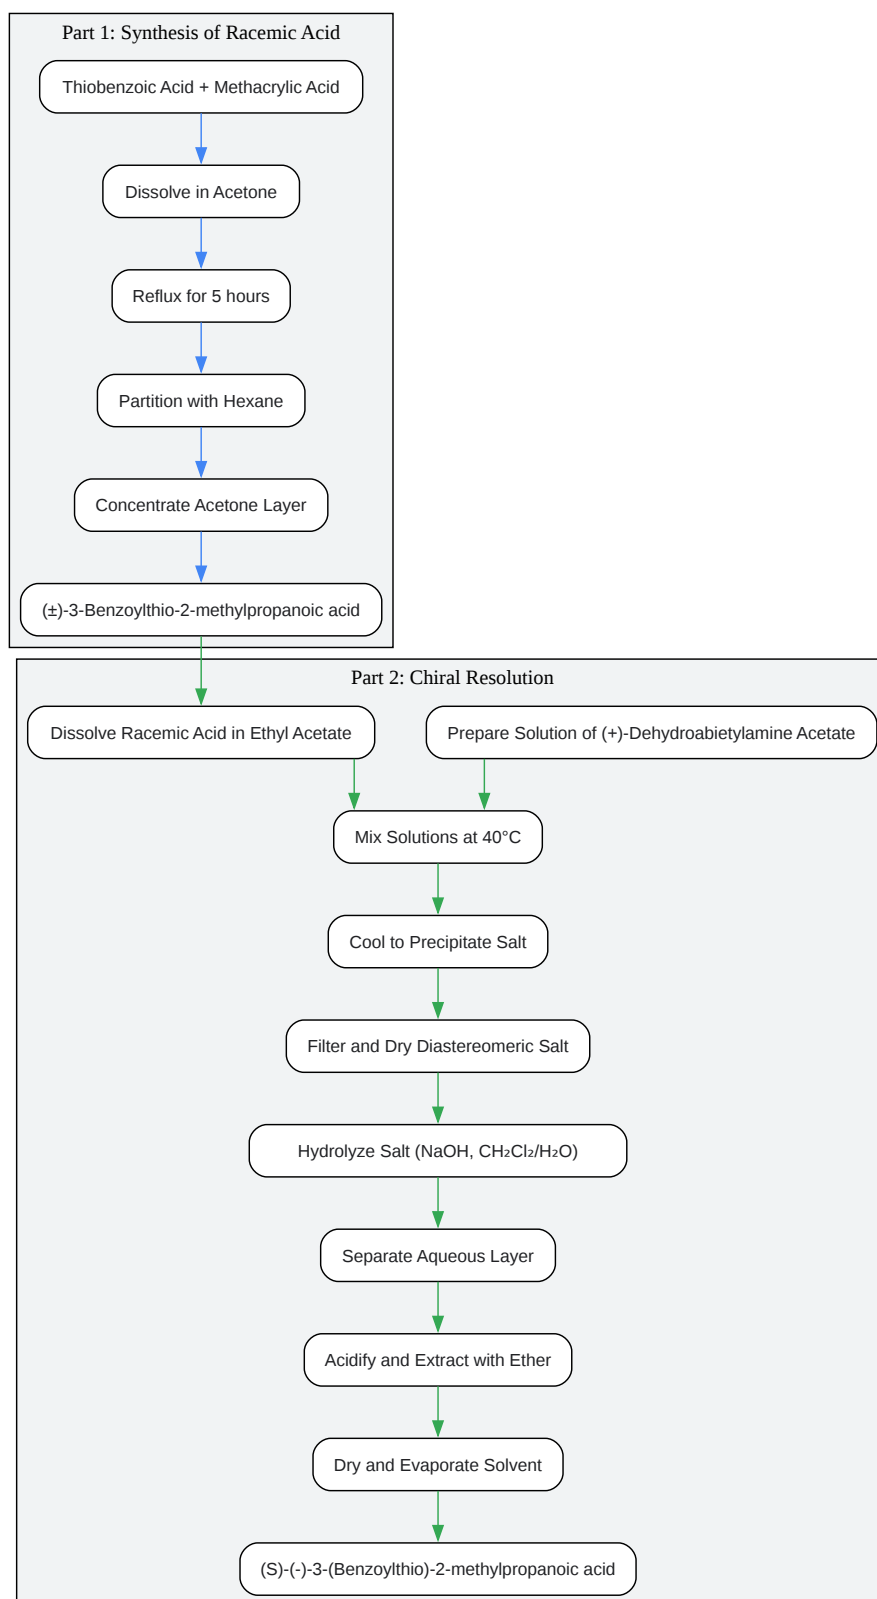 Part 1: Synthesis of Racemic Acid
Thiobenzoic Acid + Methacrylic Acid
Dissolve in Acetone
Reflux for 5 hours
Partition with Hexane
Concentrate Acetone Layer
(±)-3-Benzoylthio-2-methylpropanoic acid
Part 2: Chiral Resolution
Dissolve Racemic Acid in Ethyl Acetate
Prepare Solution of (+)-Dehydroabietylamine Acetate
Mix Solutions at 40°C
Cool to Precipitate Salt
Filter and Dry Diastereomeric Salt
Hydrolyze Salt (NaOH, CH₂Cl₂/H₂O)
Separate Aqueous Layer
Acidify and Extract with Ether
Dry and Evaporate Solvent
(S)-(-)-3-(Benzoylthio)-2-methylpropanoic acid